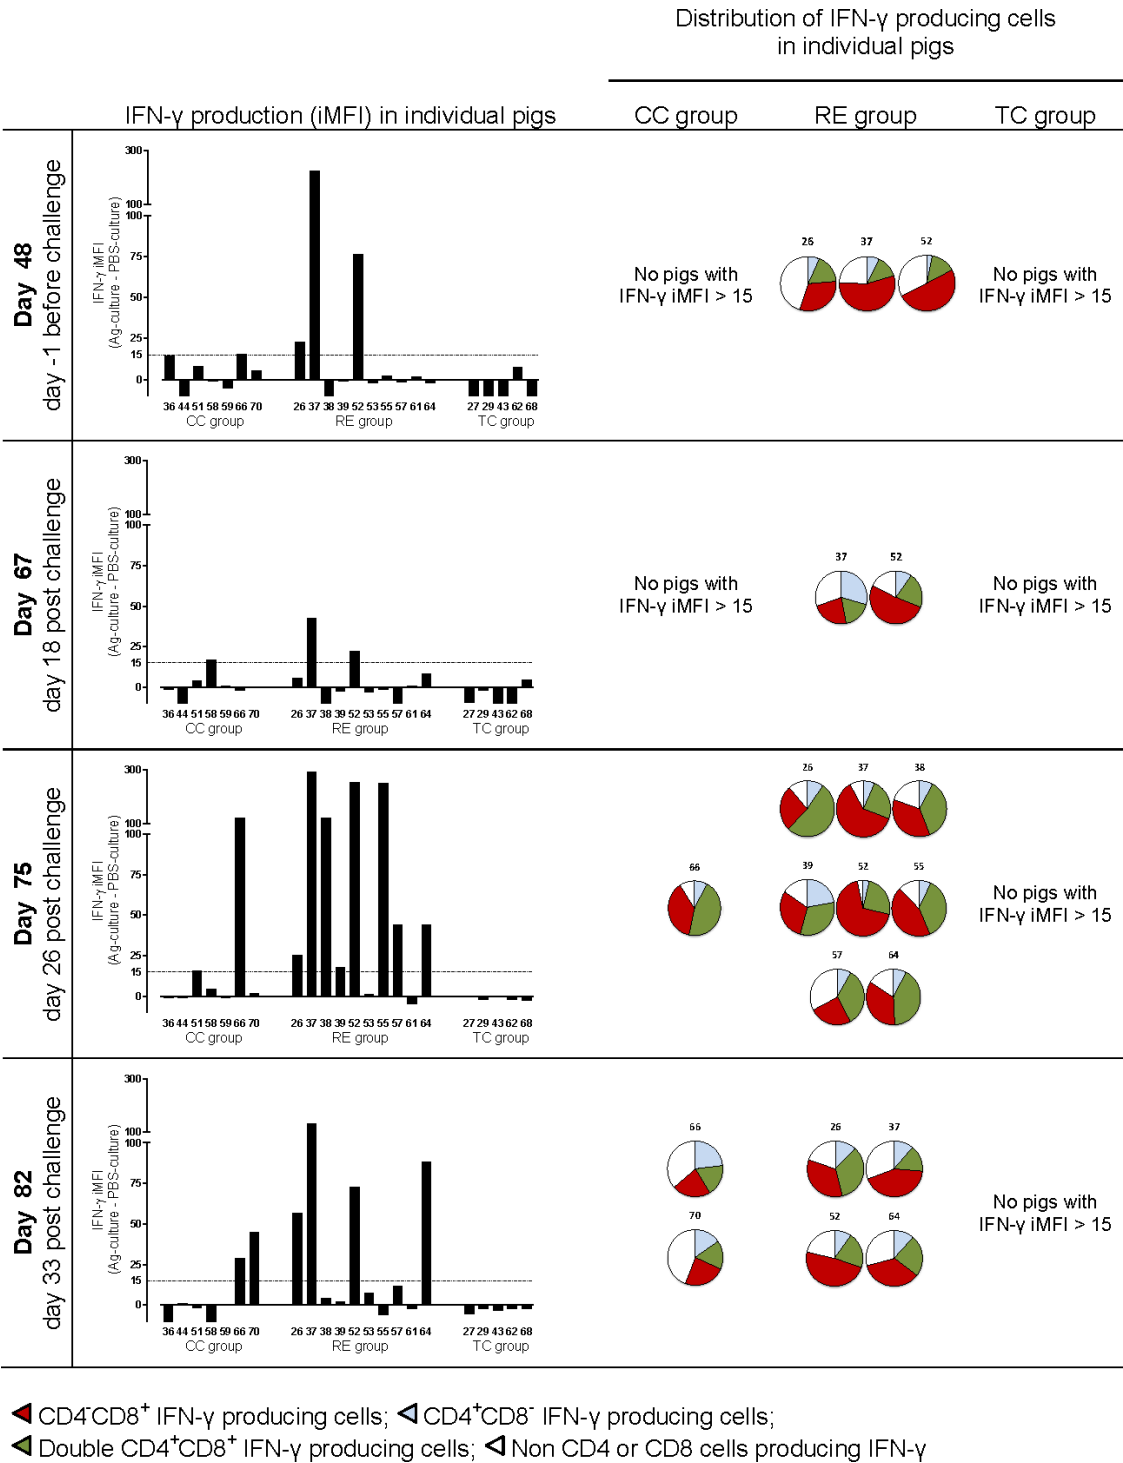 Distribution of IFN-γ producing cells
in individual pigs
IFN-γ production (iMFI) in individual pigs
CC group
RE group
TC group
Day 48
day -1 before challenge
IFN-γ iMFI
(Ag-culture - PBS-culture)
300
100
100
75
50
25
15
0
36 44 51 58 59 66 70
26 37 38 39 52 53 55 57 61 64
27 29 43 62 68
CC group
RE group
TC group
No pigs with
IFN-γ iMFI > 15
26 37 52
No pigs with
IFN-γ iMFI > 15
Day 67
day 18 post challenge
IFN-γ iMFI
(Ag-culture - PBS-culture)
300
100
100
75
50
25
15
0
36 44 51 58 59 66 70
26 37 38 39 52 53 55 57 61 64
27 29 43 62 68
CC group
RE group
TC group
No pigs with
IFN-γ iMFI > 15
37 52
No pigs with
IFN-γ iMFI > 15
Day 75
day 26 post challenge
IFN-γ iMFI
(Ag-culture - PBS-culture)
300
100
100
75
50
25
15
0
36 44 51 58 59 66 70
26 37 38 39 52 53 55 57 61 64
27 29 43 62 68
CC group
RE group
TC group
66
26 37 38
39 52 55
57 64
No pigs with
IFN-γ iMFI > 15
Day 82
day 33 post challenge
IFN-γ iMFI
(Ag-culture - PBS-culture)
300
100
100
75
50
25
15
0
36 44 51 58 59 66 70
26 37 38 39 52 53 55 57 61 64
27 29 43 62 68
CC group
RE group
TC group
66
70
26 37
52 64
No pigs with
IFN-γ iMFI > 15
CD4⁻CD8⁺ IFN-γ producing cells; CD4⁺CD8⁻ IFN-γ producing cells;
Double CD4⁺CD8⁺ IFN-γ producing cells; Non CD4 or CD8 cells producing IFN-γ